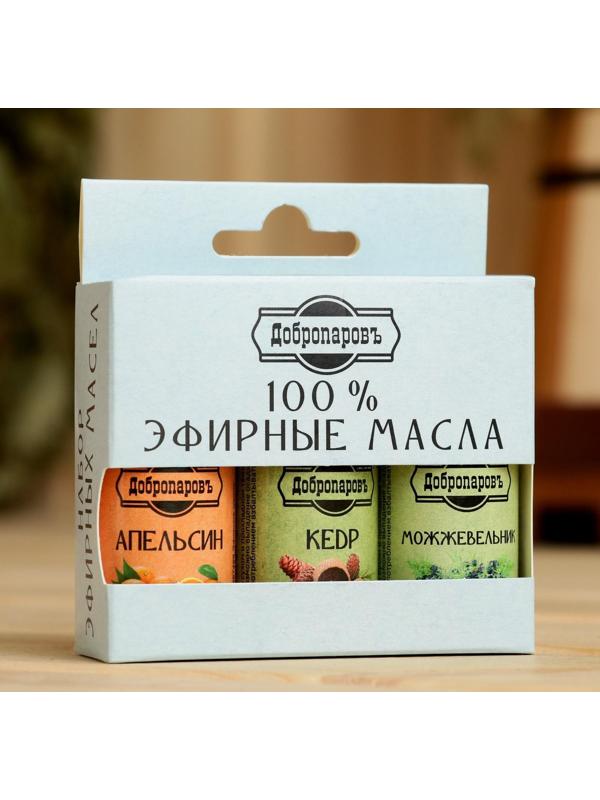 Добропаровъ
100 %
ЭФИРНЫЕ МАСЛА
НАБОР
ЭФИРНЫХ МАСЕЛ
Добропаровъ
АПЕЛЬСИН
Добропаровъ
КЕДР
Добропаровъ
МОЖЖЕВЕЛЬНИК